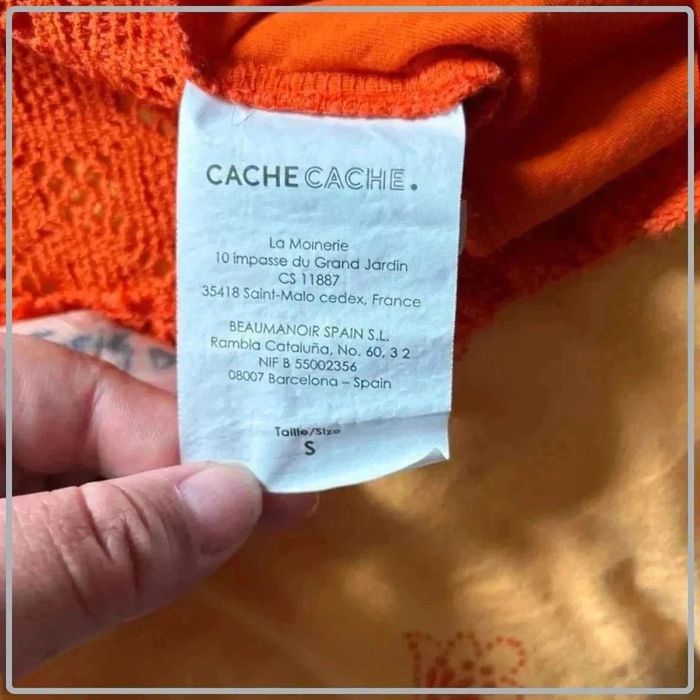 CACHE CACHE.
La Moinerie
10 impasse du Grand Jardin
CS 11887
35418 Saint-Malo cedex, France
BEAUMANOIR SPAIN S.L.
Rambla Cataluña, No. 60, 3 2
NIF B 55002356
08007 Barcelona – Spain
Taille/Size
S